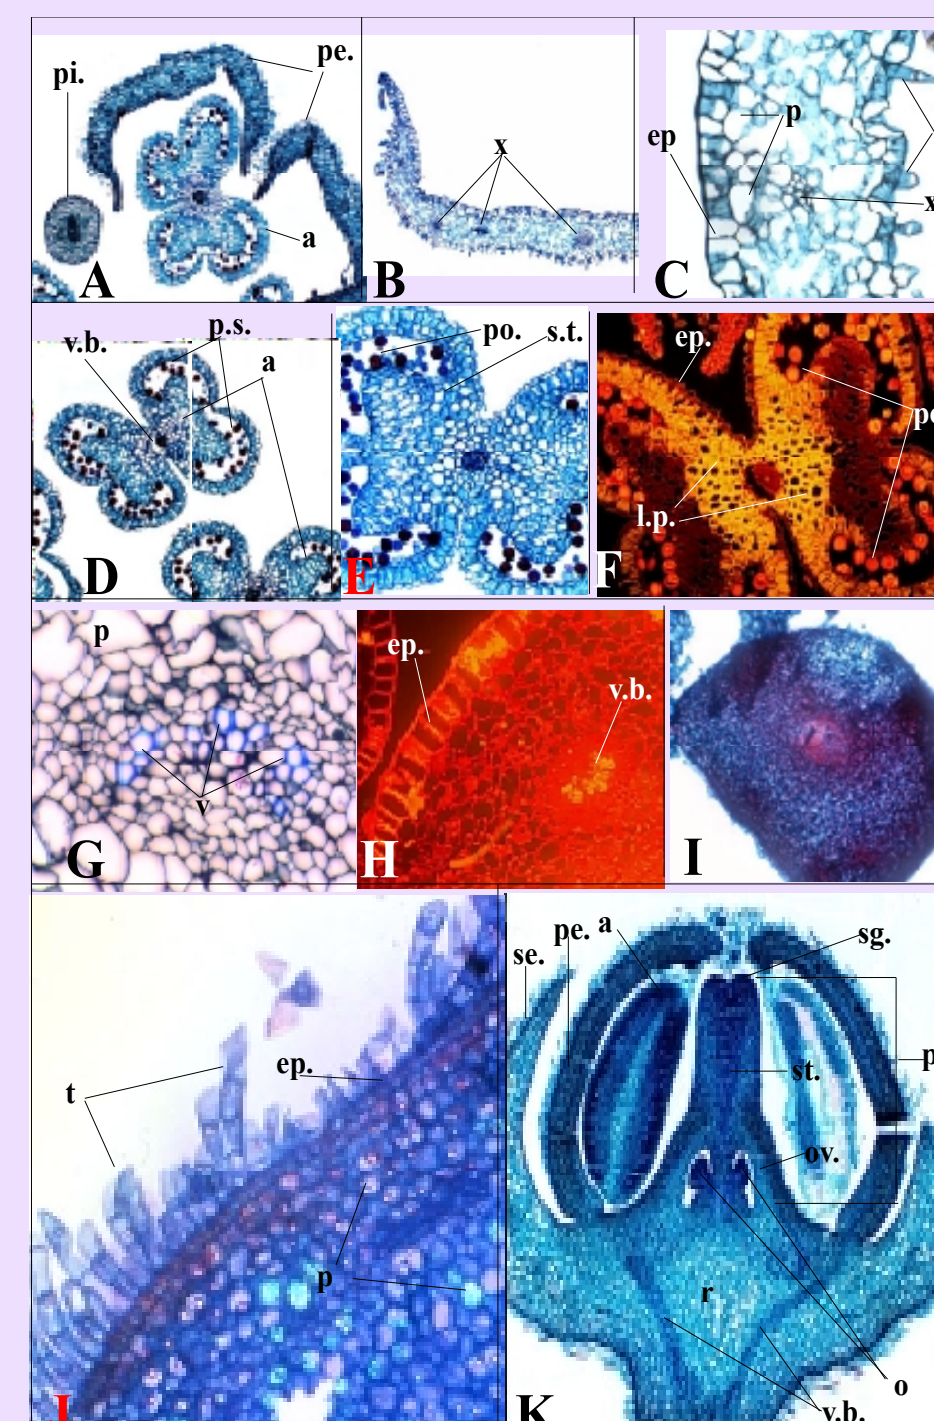 pi.
pe.
a
A
x
B
ep
p
C
v.b.
p.s.
a
D
po.
s.t.
E
ep.
l.p.
F
p
v
G
ep.
v.b.
H
I
t
ep.
p
se.
pe.
a
sg.
st.
ov.
r
o
v.b.
K